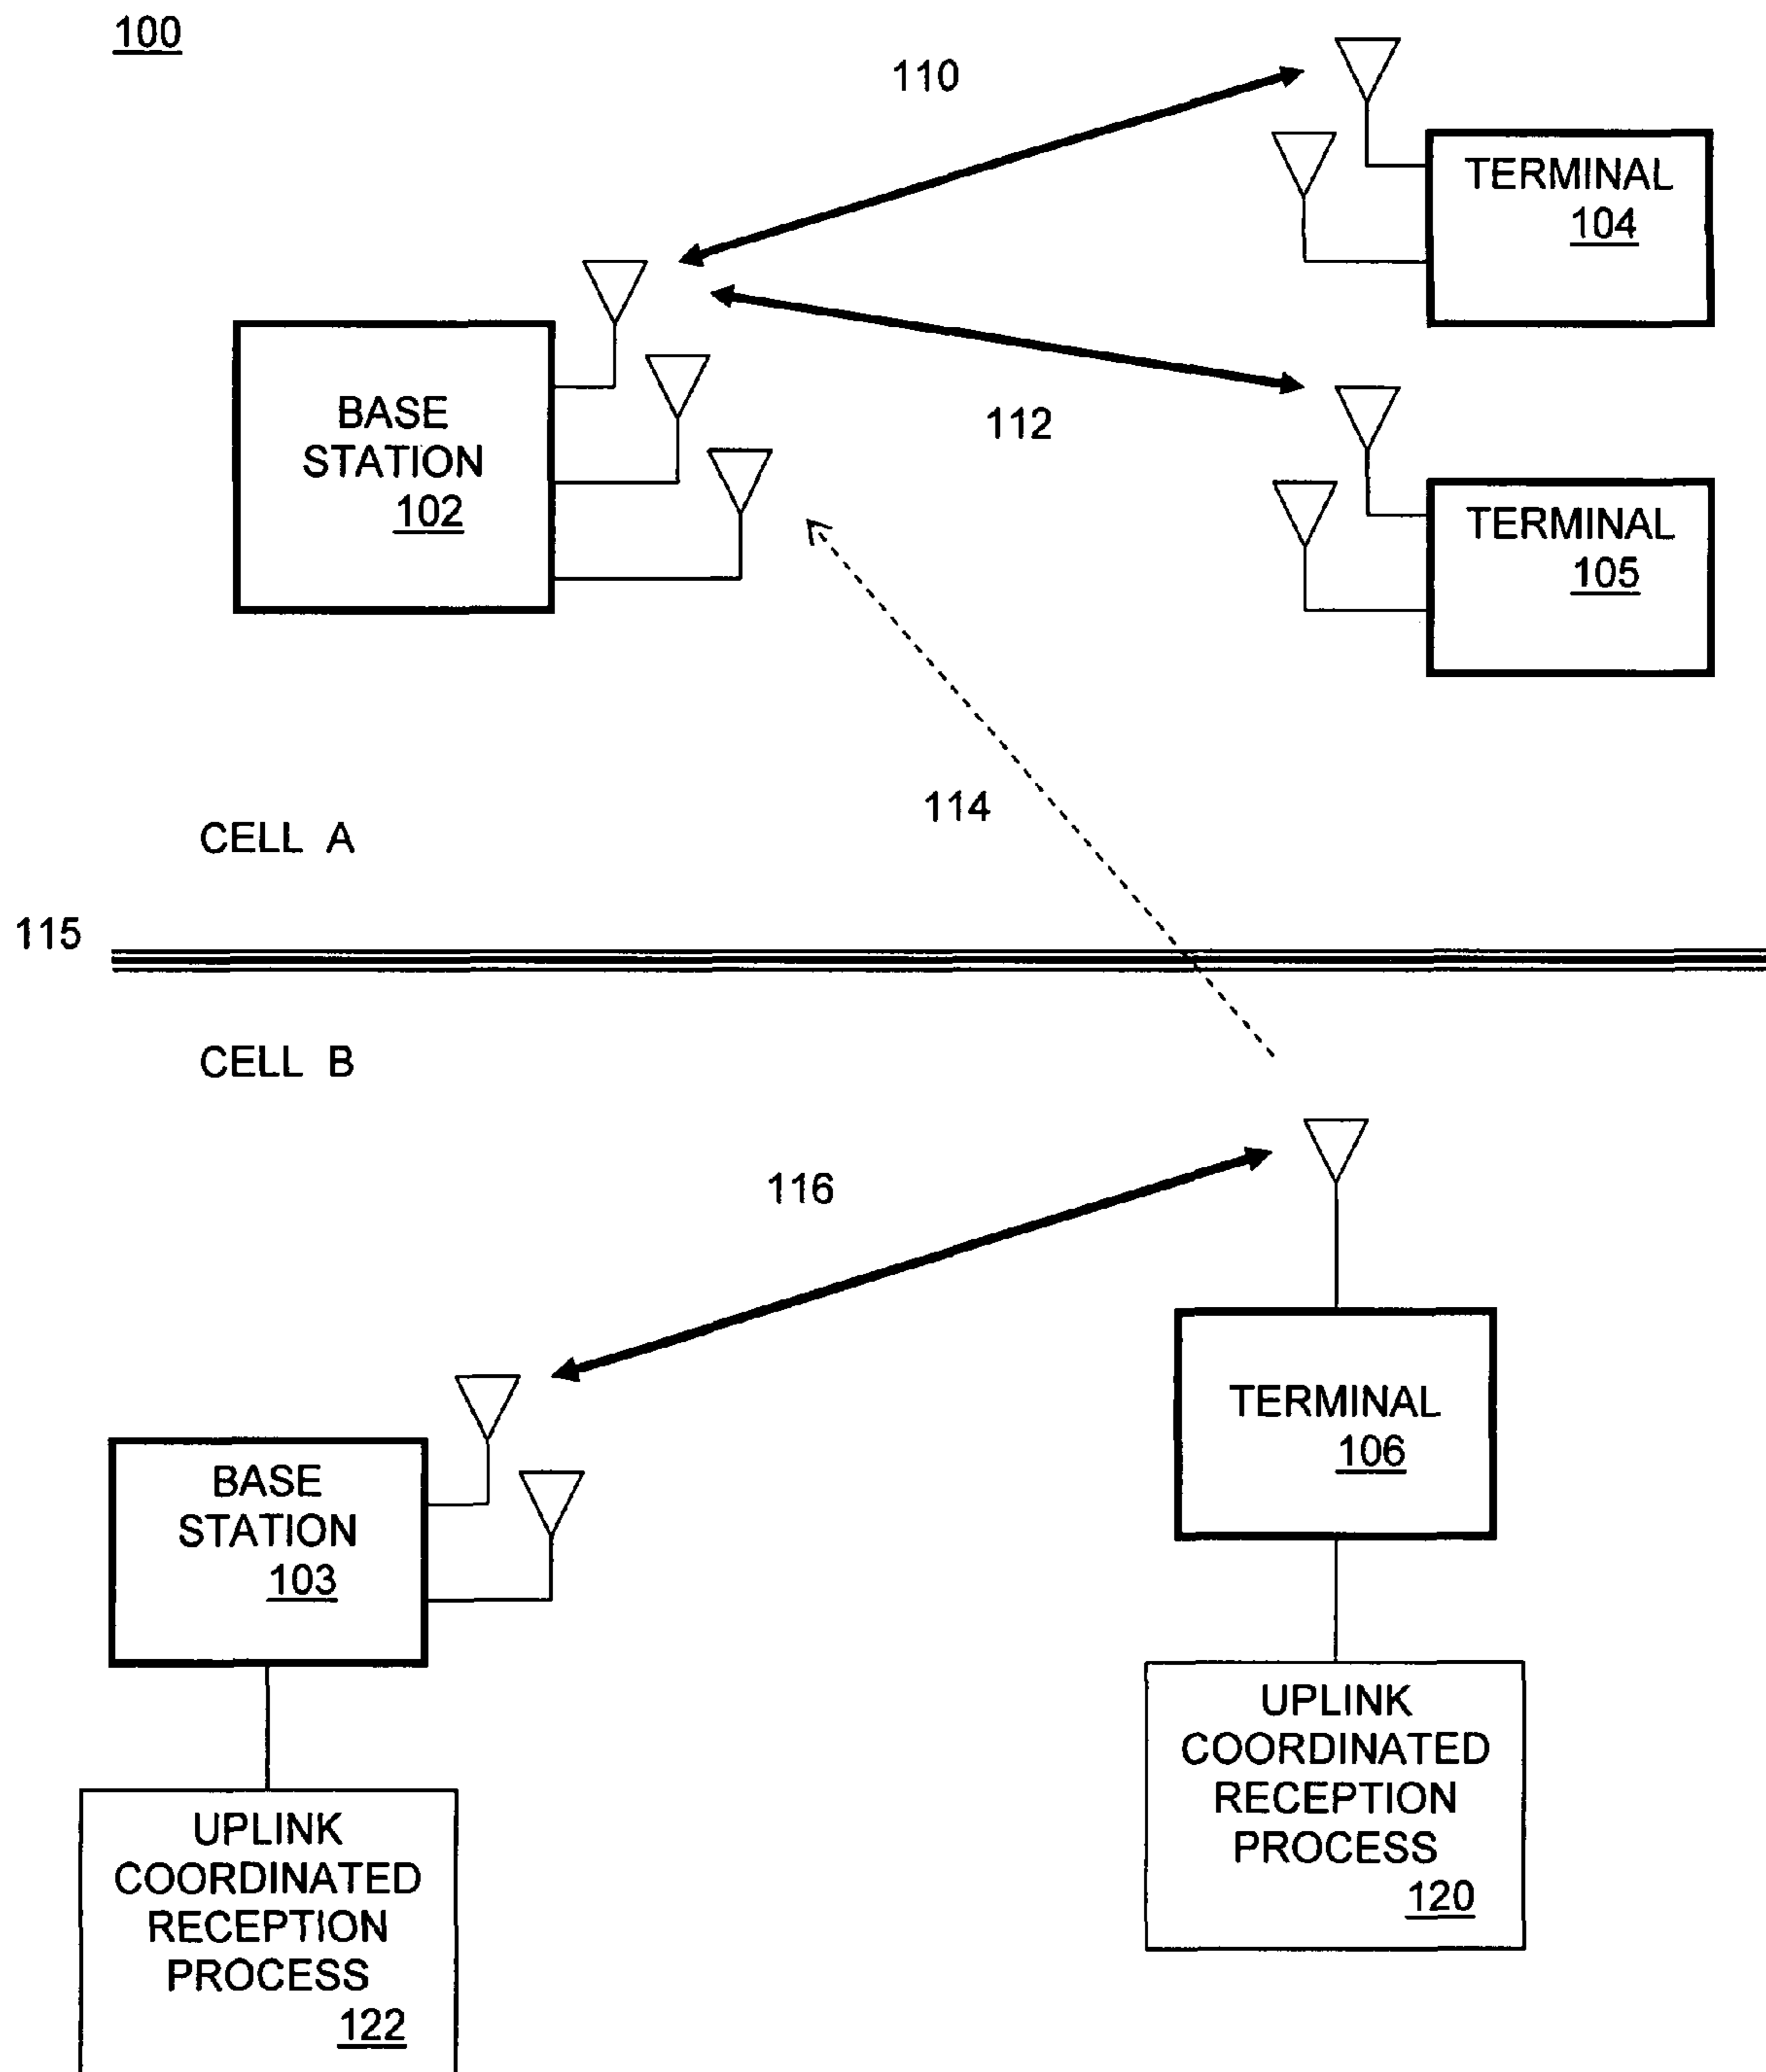 100
110
TERMINAL
104
BASE
STATION
102
112
TERMINAL
105
114
CELL A
115
CELL B
116
TERMINAL
106
BASE
STATION
103
UPLINK
COORDINATED
RECEPTION
PROCESS
120
UPLINK
COORDINATED
RECEPTION
PROCESS
122